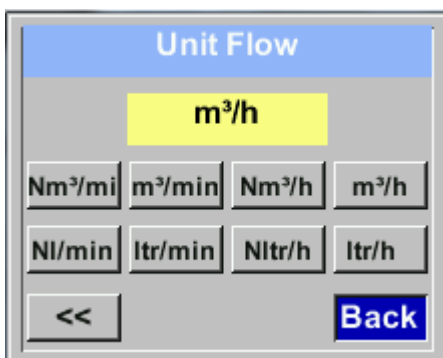 Unit Flow
m³/h
Nm³/mi m³/min Nm³/h m³/h
Nl/min ltr/min Nltr/h ltr/h
<< Back